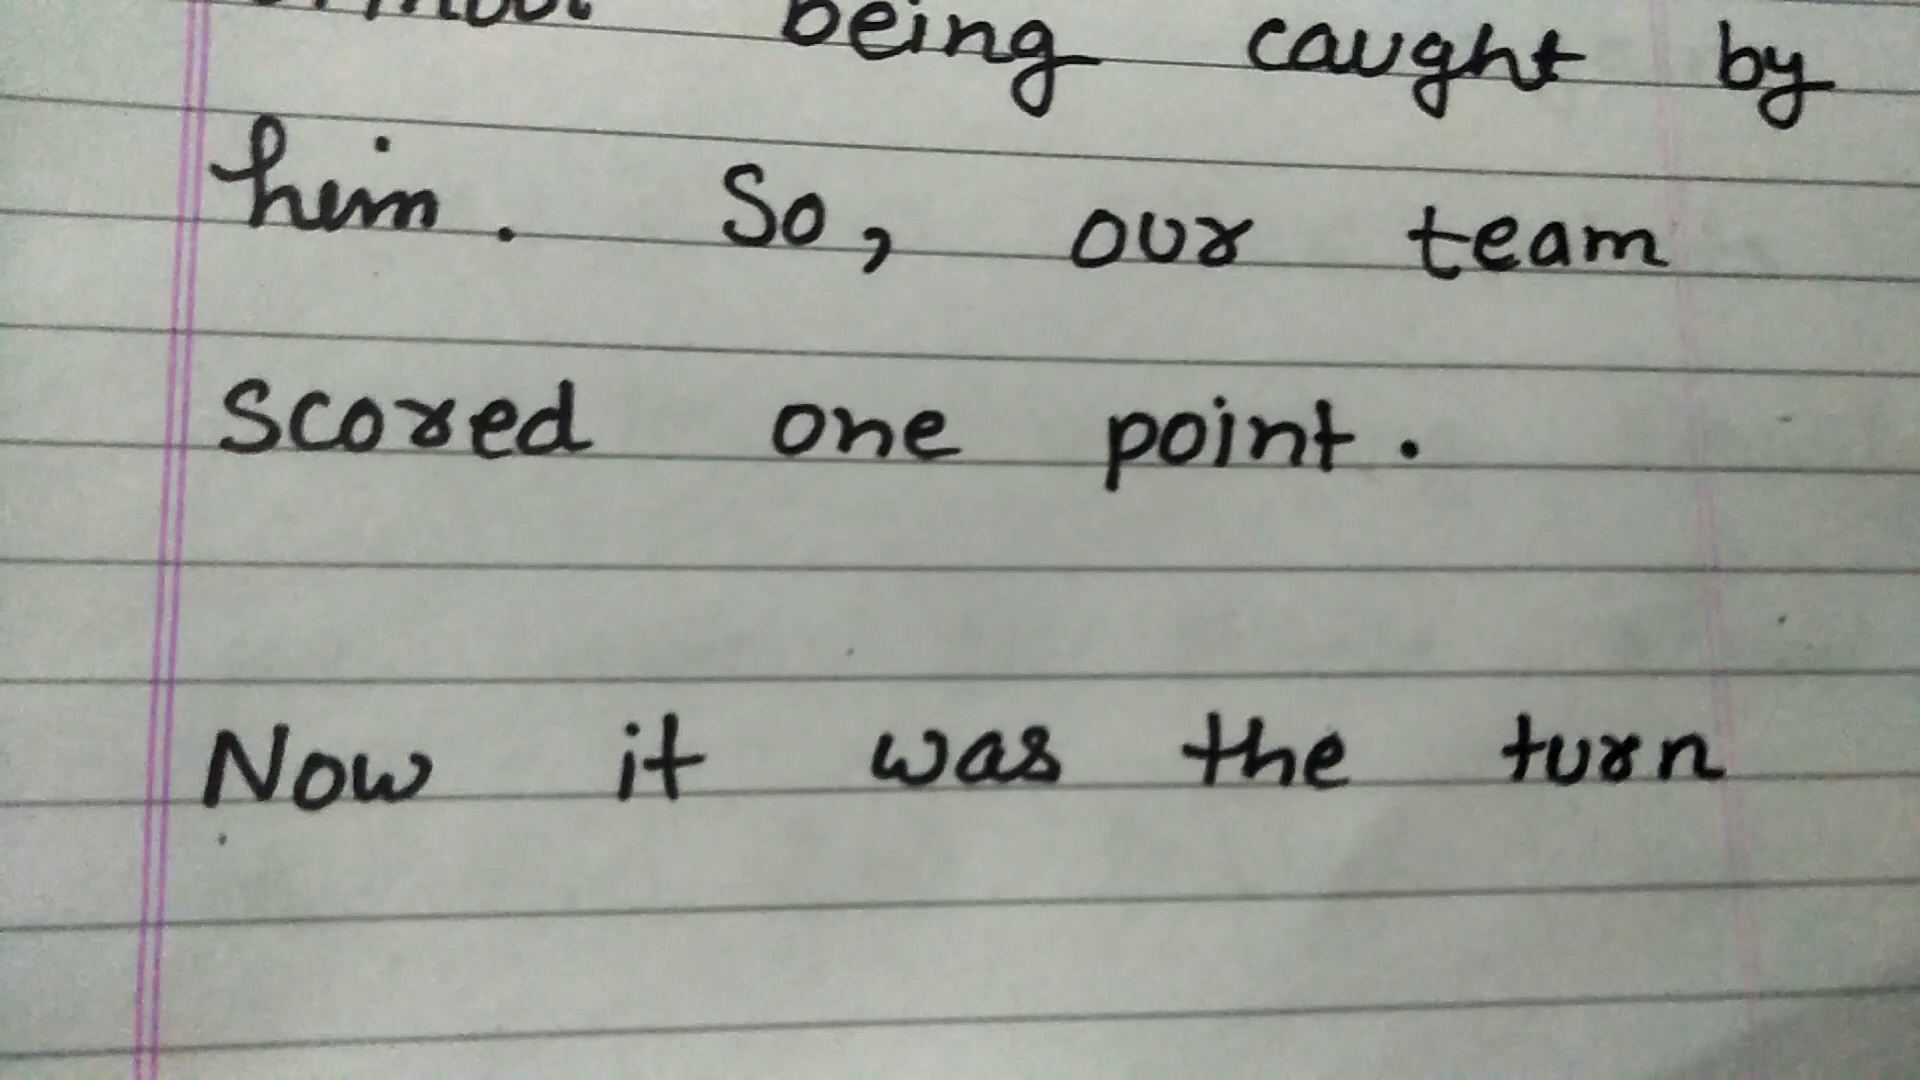 being caught by
him. So, our team
scored one point.
Now it was the turn